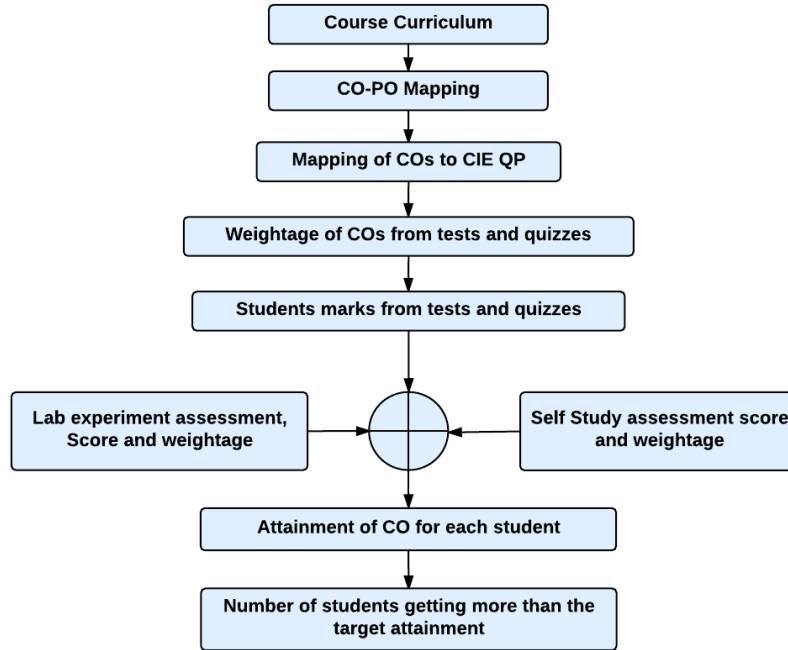 Course Curriculum
CO-PO Mapping
Mapping of COs to CIE QP
Weightage of COs from tests and quizzes
Students marks from tests and quizzes
Lab experiment assessment,
Score and weightage
Self Study assessment score
and weightage
Attainment of CO for each student
Number of students getting more than the
target attainment